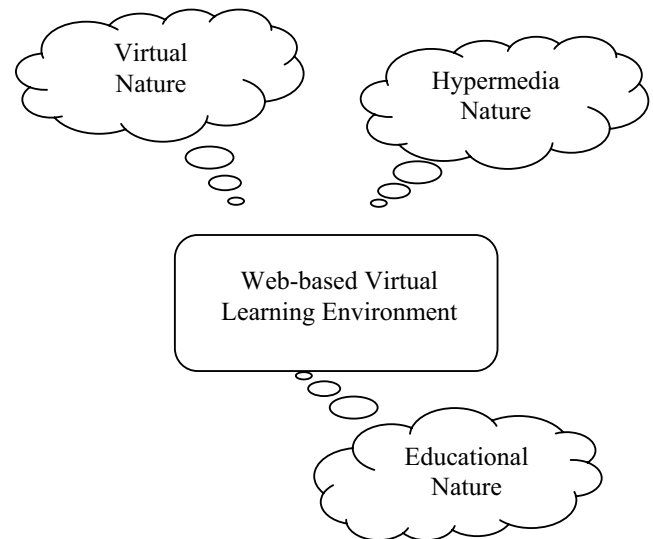 Virtual
Nature
Hypermedia
Nature
Web-based Virtual
Learning Environment
Educational
Nature